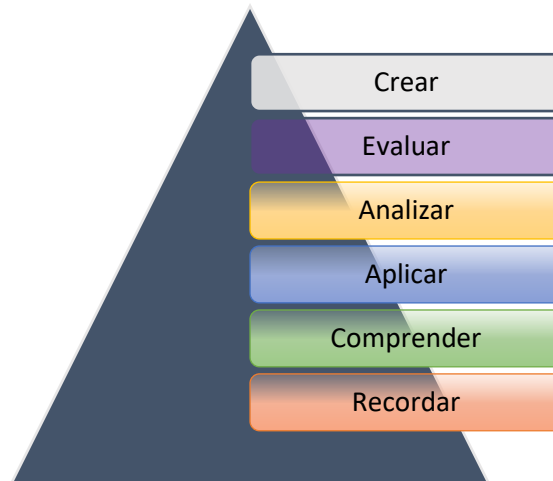 Crear
Evaluar
Analizar
Aplicar
Comprender
Recordar